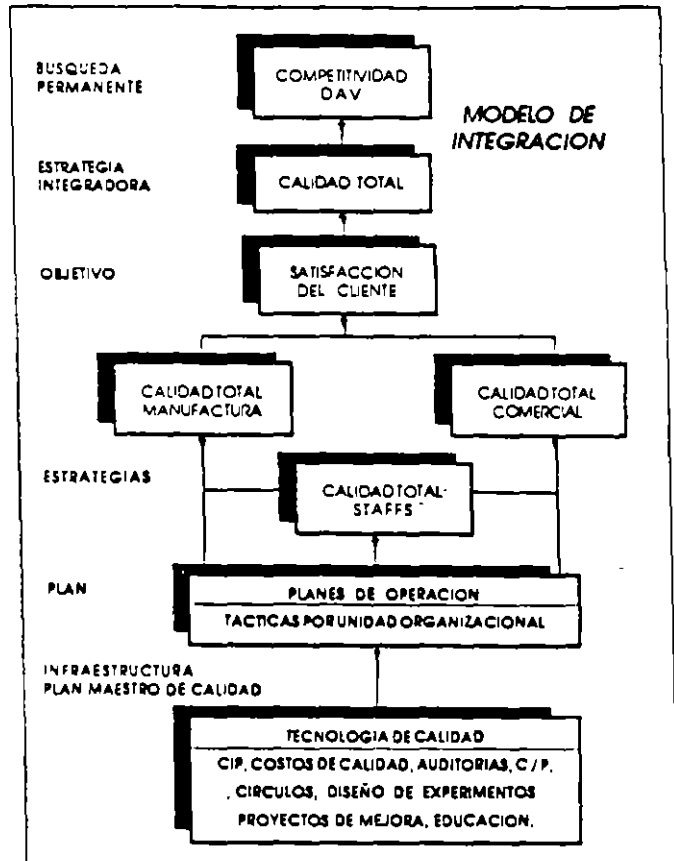 BUSQUEDA
PERMANENTE
COMPETITIVIDAD
D A V
MODELO DE
INTEGRACION
ESTRATEGIA
INTEGRADORA
CALIDAD TOTAL
OBJETIVO
SATISFACCION
DEL CLIENTE
CALIDAD TOTAL
MANUFACTURA
CALIDAD TOTAL
COMERCIAL
ESTRATEGIAS
CALIDAD TOTAL-
STAFFS
PLAN
PLANES DE OPERACION
TACTICAS POR UNIDAD ORGANIZACIONAL
INFRAESTRUCTURA
PLAN MAESTRO DE CALIDAD
TECNOLOGIA DE CALIDAD
CIP, COSTOS DE CALIDAD, AUDITORIAS, C / P,
, CIRCULOS, DISEÑO DE EXPERIMENTOS
PROYECTOS DE MEJORA, EDUCACION.